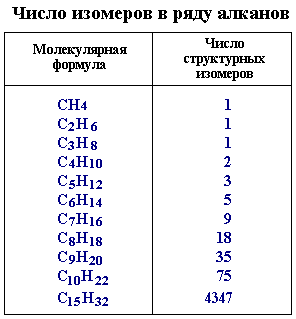 Число изомеров в ряду алканов
Молекулярная формула | Число структурных изомеров
CH4 1
C2H6 1
C3H8 1
C4H10 2
C5H12 3
C6H14 5
C7H16 9
C8H18 18
C9H20 35
C10H22 75
C15H32 4347